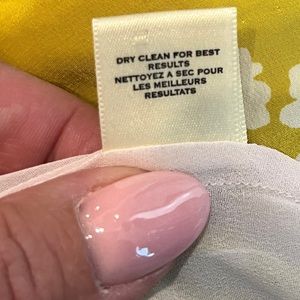 DRY CLEAN FOR BEST
RESULTS
NETTOYEZ A SEC POUR
LES MEILLEURS
RESULTATS